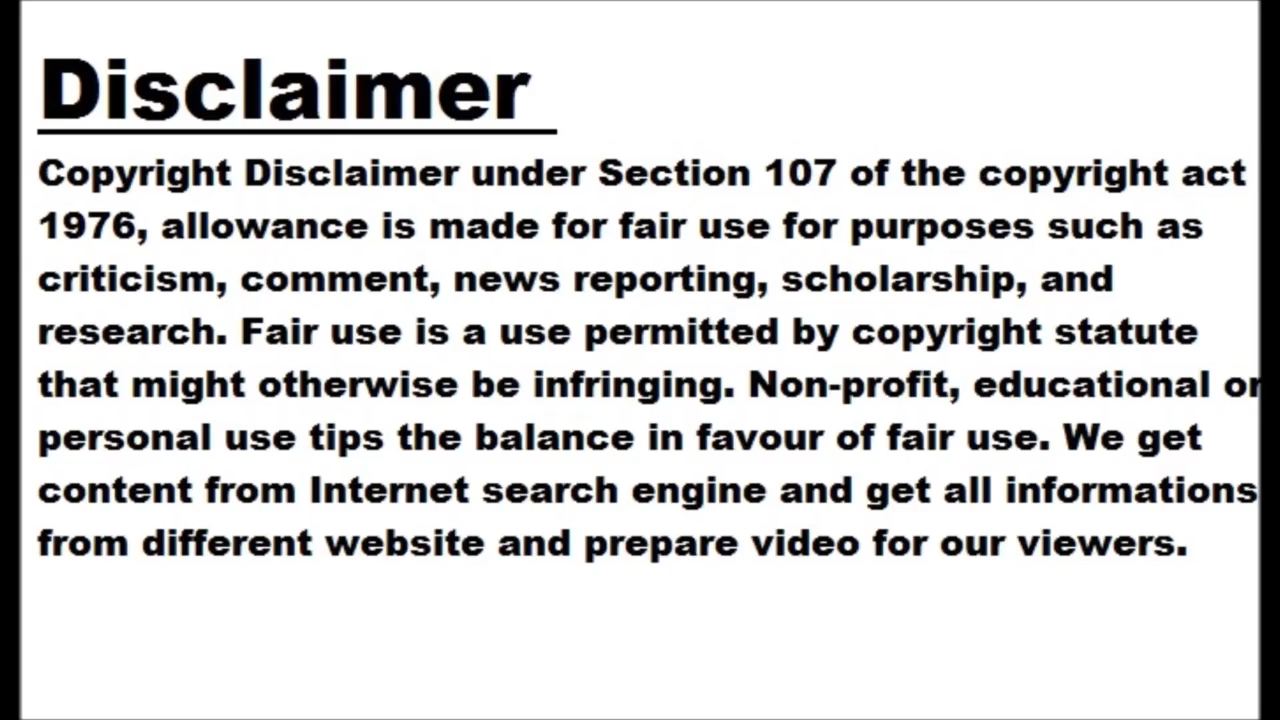 Disclaimer
Copyright Disclaimer under Section 107 of the copyright act
1976, allowance is made for fair use for purposes such as
criticism, comment, news reporting, scholarship, and
research. Fair use is a use permitted by copyright statute
that might otherwise be infringing. Non-profit, educational or
personal use tips the balance in favour of fair use. We get
content from Internet search engine and get all informations
from different website and prepare video for our viewers.